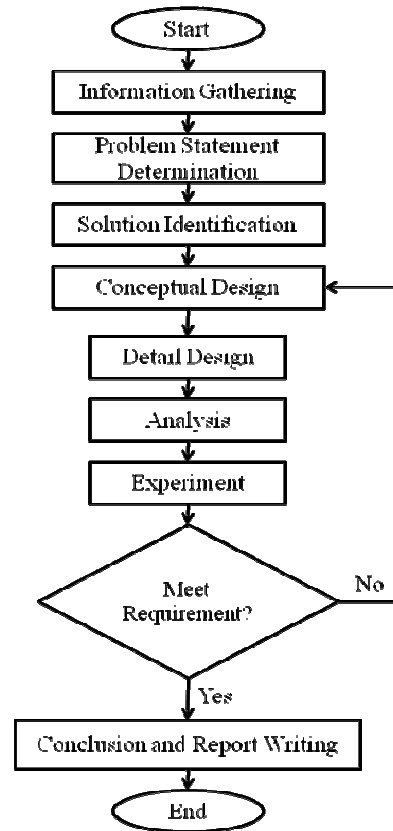 Start
Information Gathering
Problem Statement
Determination
Solution Identification
Conceptual Design
Detail Design
Analysis
Experiment
Meet
Requirement?
No
Yes
Conclusion and Report Writing
End